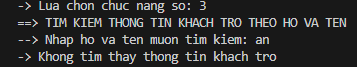 -> Lua chon chuc nang so: 3
==> TIM KIEM THONG TIN KHACH TRO THEO HO VA TEN
--> Nhap ho va ten muon tim kiem: an
-> Khong tim thay thong tin khach tro